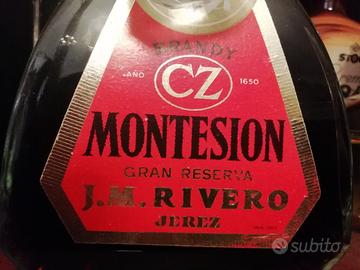 BRANDY
AÑO CZ 1650
MONTESION
GRAN RESERVA
J.M. RIVERO
JEREZ
subito